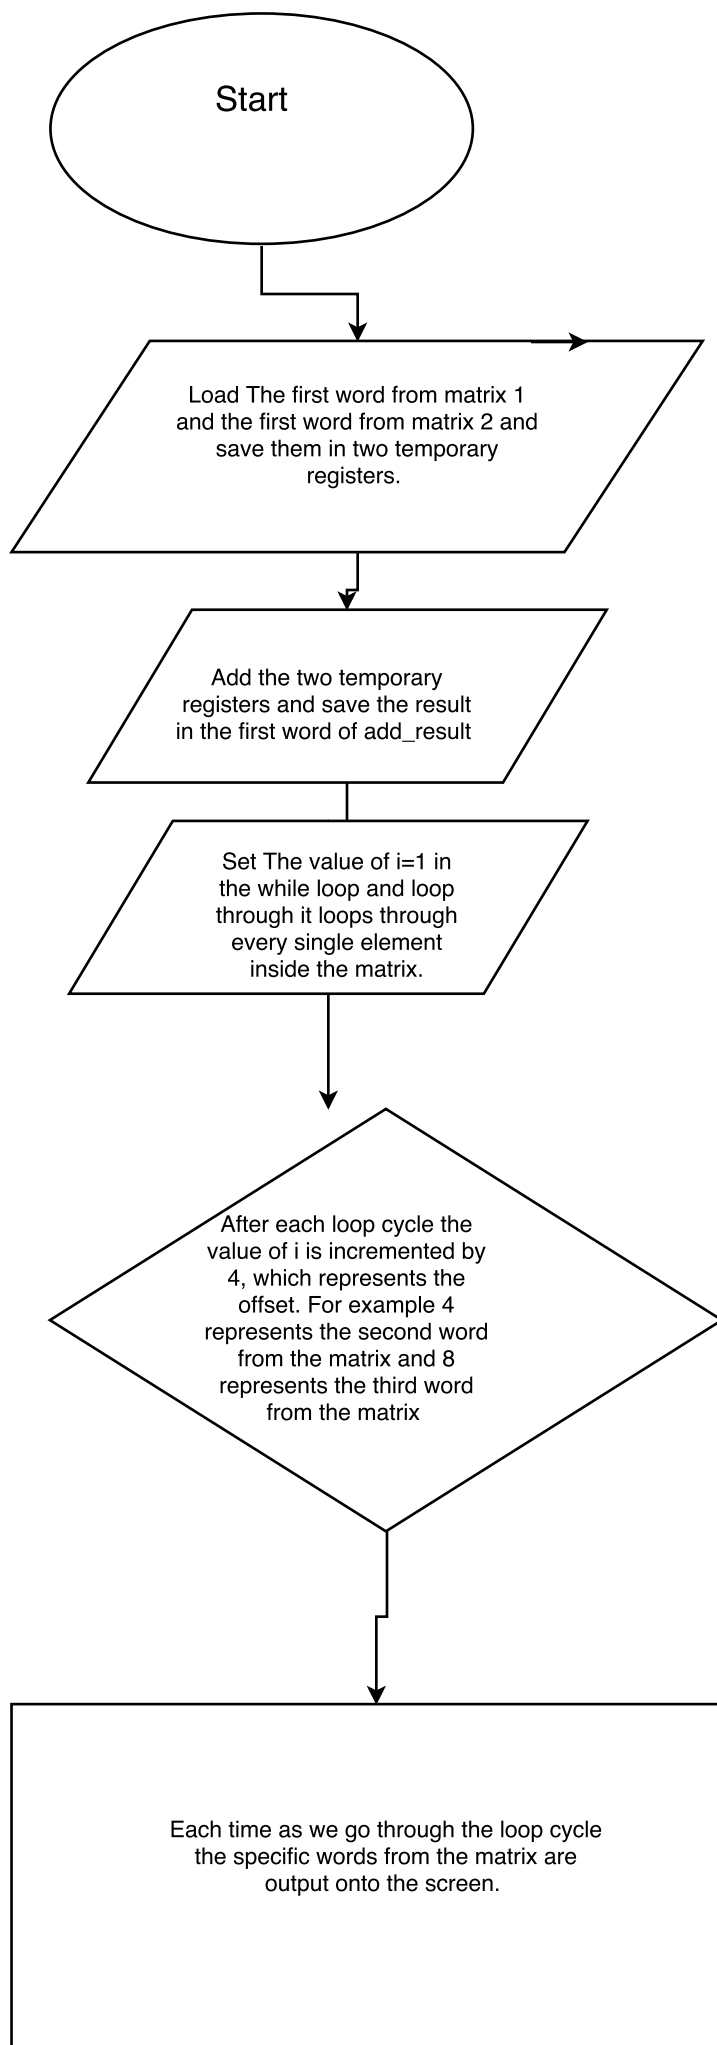 Start
Load The first word from matrix 1
and the first word from matrix 2 and
save them in two temporary
registers.
Add the two temporary
registers and save the result
in the first word of add_result
Set The value of i=1 in
the while loop and loop
through it loops through
every single element
inside the matrix.
After each loop cycle the
value of i is incremented by
4, which represents the
offset. For example 4
represents the second word
from the matrix and 8
represents the third word
from the matrix
Each time as we go through the loop cycle
the specific words from the matrix are
output onto the screen.